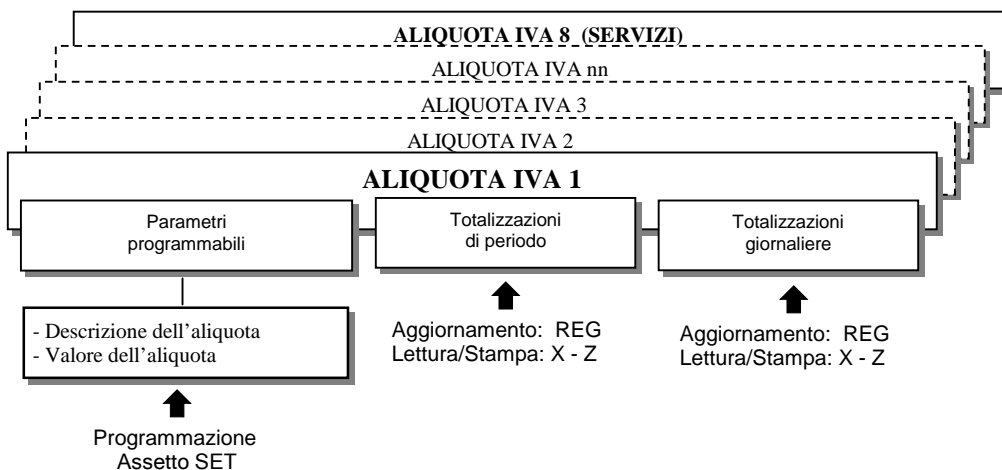 ALIQUOTA IVA 8 (SERVIZI)
ALIQUOTA IVA nn
ALIQUOTA IVA 3
ALIQUOTA IVA 2
ALIQUOTA IVA 1
Parametri
programmabili
Totalizzazioni
di periodo
Totalizzazioni
giornaliere
- Descrizione dell'aliquota
- Valore dell'aliquota
Aggiornamento: REG
Lettura/Stampa: X - Z
Aggiornamento: REG
Lettura/Stampa: X - Z
Programmazione
Assetto SET